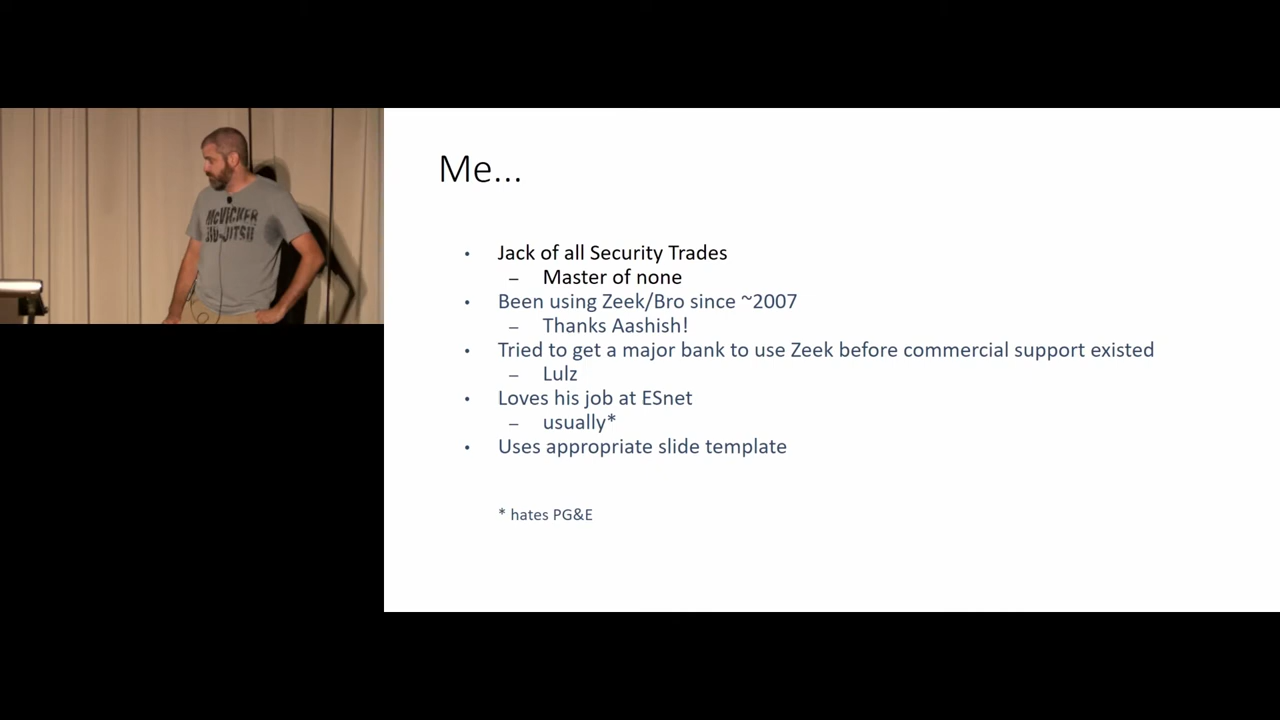 McVICKER
JIU-JITSU
Me...
• Jack of all Security Trades
– Master of none
• Been using Zeek/Bro since ~2007
– Thanks Aashish!
• Tried to get a major bank to use Zeek before commercial support existed
– Lulz
• Loves his job at ESnet
– usually*
• Uses appropriate slide template
* hates PG&E